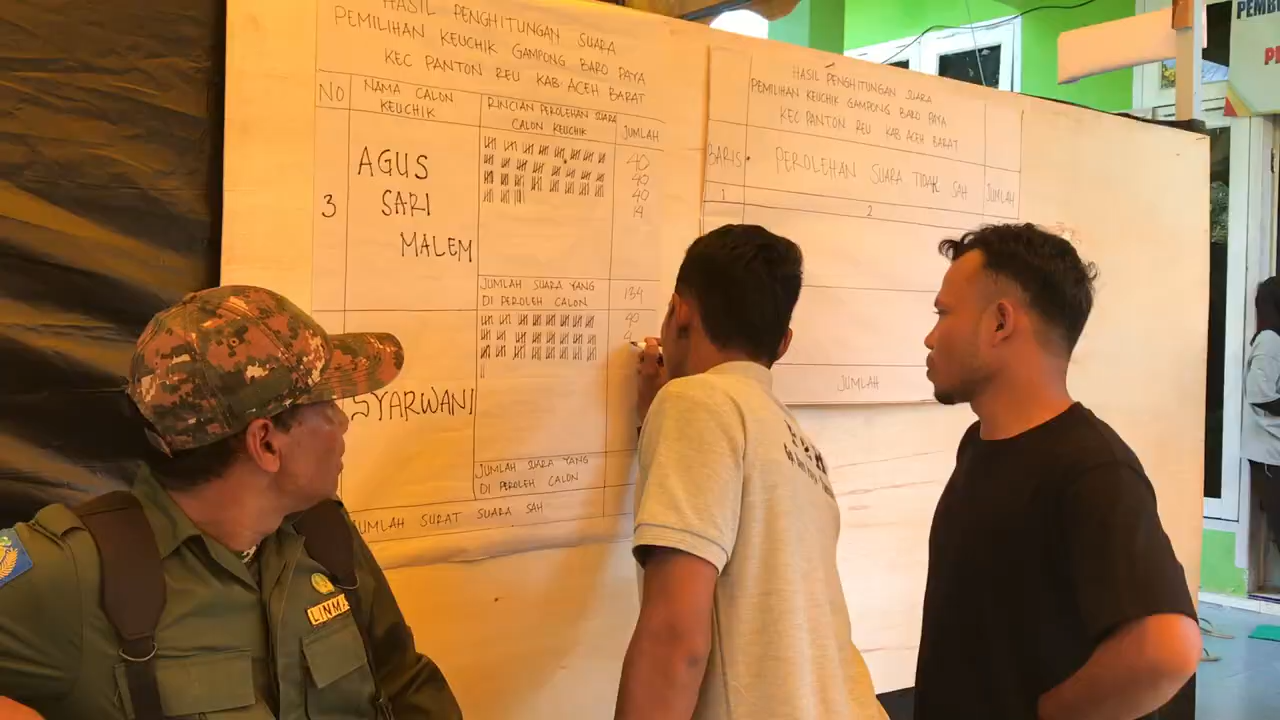 HASIL PENGHITUNGAN SUARA
PEMILIHAN KEUCHIK GAMPONG BARO PAYA
KEC PANTON REU KAB ACEH BARAT
NO
NAMA CALON KEUCHIK
RINCIAN PEROLEHAN SUARA CALON KEUCHIK
JUMLAH
3
AGUS
SARI
MALEM
40
40
40
14
JUMLAH SUARA YANG
DI PEROLEH CALON
134
SYARWANI
40
JUMLAH SUARA YANG
DI PEROLEH CALON
JUMLAH SURAT SUARA SAH
HASIL PENGHITUNGAN SUARA
PEMILIHAN KEUCHIK GAMPONG BARO PAYA
KEC PANTON REU KAB ACEH BARAT
BARIS
PEROLEHAN SUARA TIDAK SAH
JUMLAH
1
2
JUMLAH
LINMA